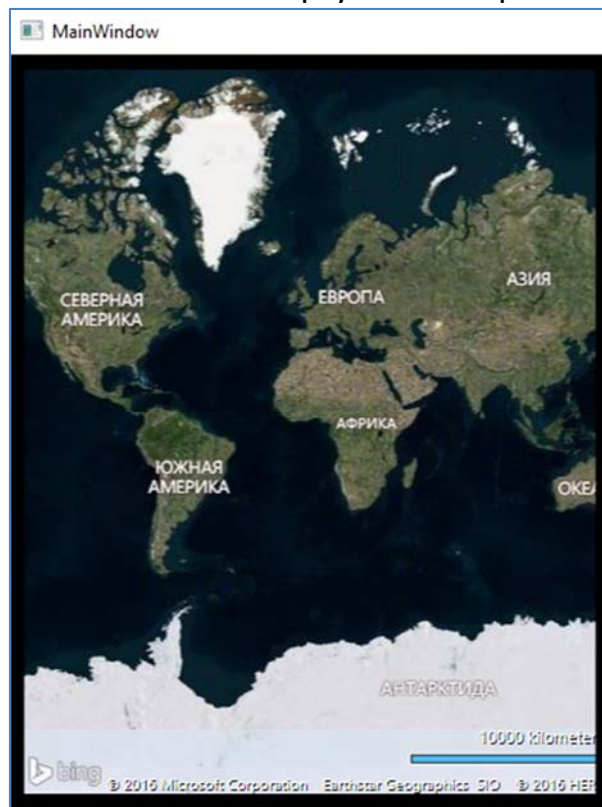 MainWindow
СЕВЕРНАЯ
АМЕРИКА
ЕВРОПА
АЗИЯ
АФРИКА
ЮЖНАЯ
АМЕРИКА
ОКЕА
АНТАРКТИДА
10000 kilometer
bing
© 2016 Microsoft Corporation Earthstar Geographics SIO © 2016 HER